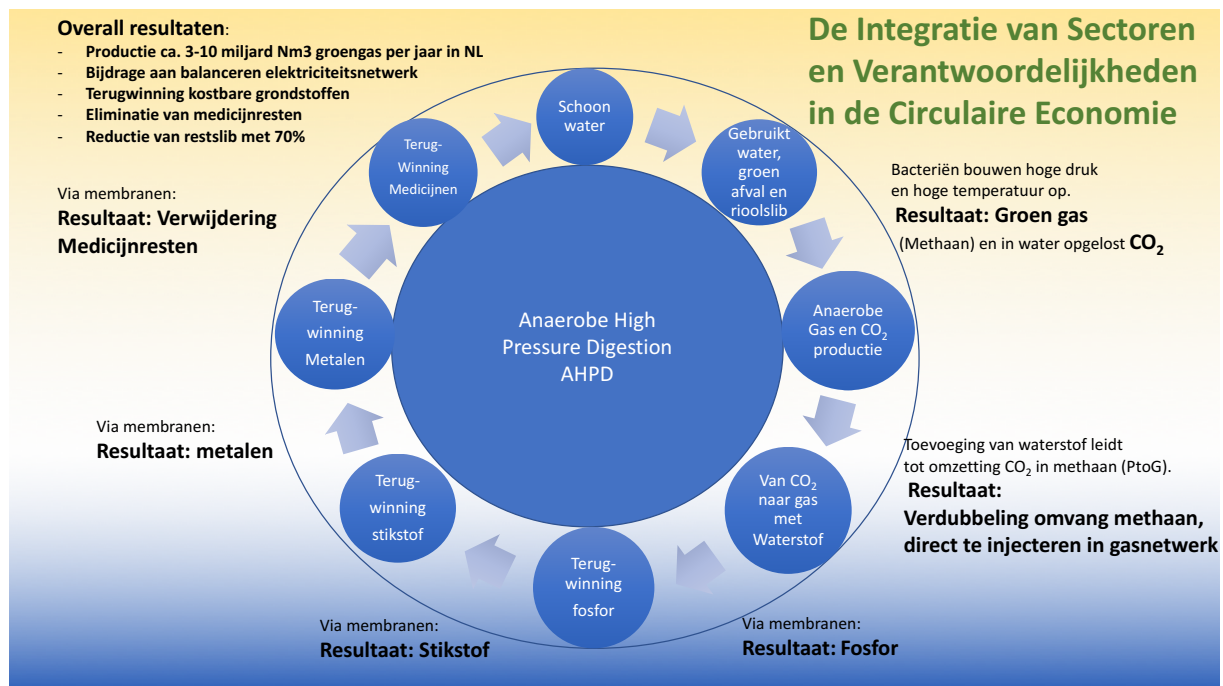 Overall resultaten:
- Productie ca. 3-10 miljard Nm3 groengas per jaar in NL
- Bijdrage aan balanceren elektriciteitsnetwerk
- Terugwinning kostbare grondstoffen
- Eliminatie van medicijnresten
- Reductie van restslib met 70%
De Integratie van Sectoren
en Verantwoordelijkheden
in de Circulaire Economie
Schoon
water
Gebruikt
water,
groen
afval en
rioolslib
Bacteriën bouwen hoge druk
en hoge temperatuur op.
Resultaat: Groen gas
(Methaan) en in water opgelost CO₂
Anaerobe
Gas en CO₂
productie
Toevoeging van waterstof leidt
tot omzetting CO₂ in methaan (PtoG).
Resultaat:
Verdubbeling omvang methaan,
direct te injecteren in gasnetwerk
Van CO₂
naar gas
met
Waterstof
Via membranen:
Resultaat: Fosfor
Terug-
winning
fosfor
Via membranen:
Resultaat: Stikstof
Terug-
winning
stikstof
Via membranen:
Resultaat: metalen
Terug-
winning
Metalen
Via membranen:
Resultaat: Verwijdering
Medicijnresten
Terug-
Winning
Medicijnen
Anaerobe High
Pressure Digestion
AHPD